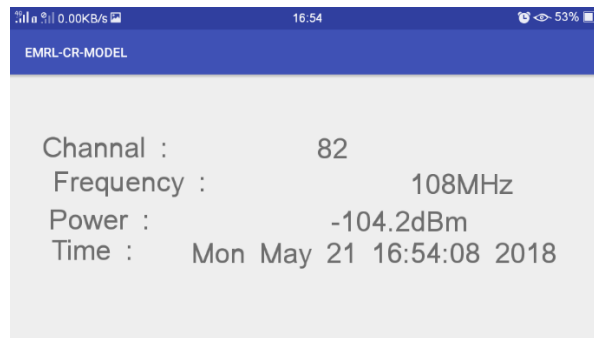 0.00KB/s 16:54 53%
EMRL-CR-MODEL
Channal : 82
Frequency : 108MHz
Power : -104.2dBm
Time : Mon May 21 16:54:08 2018